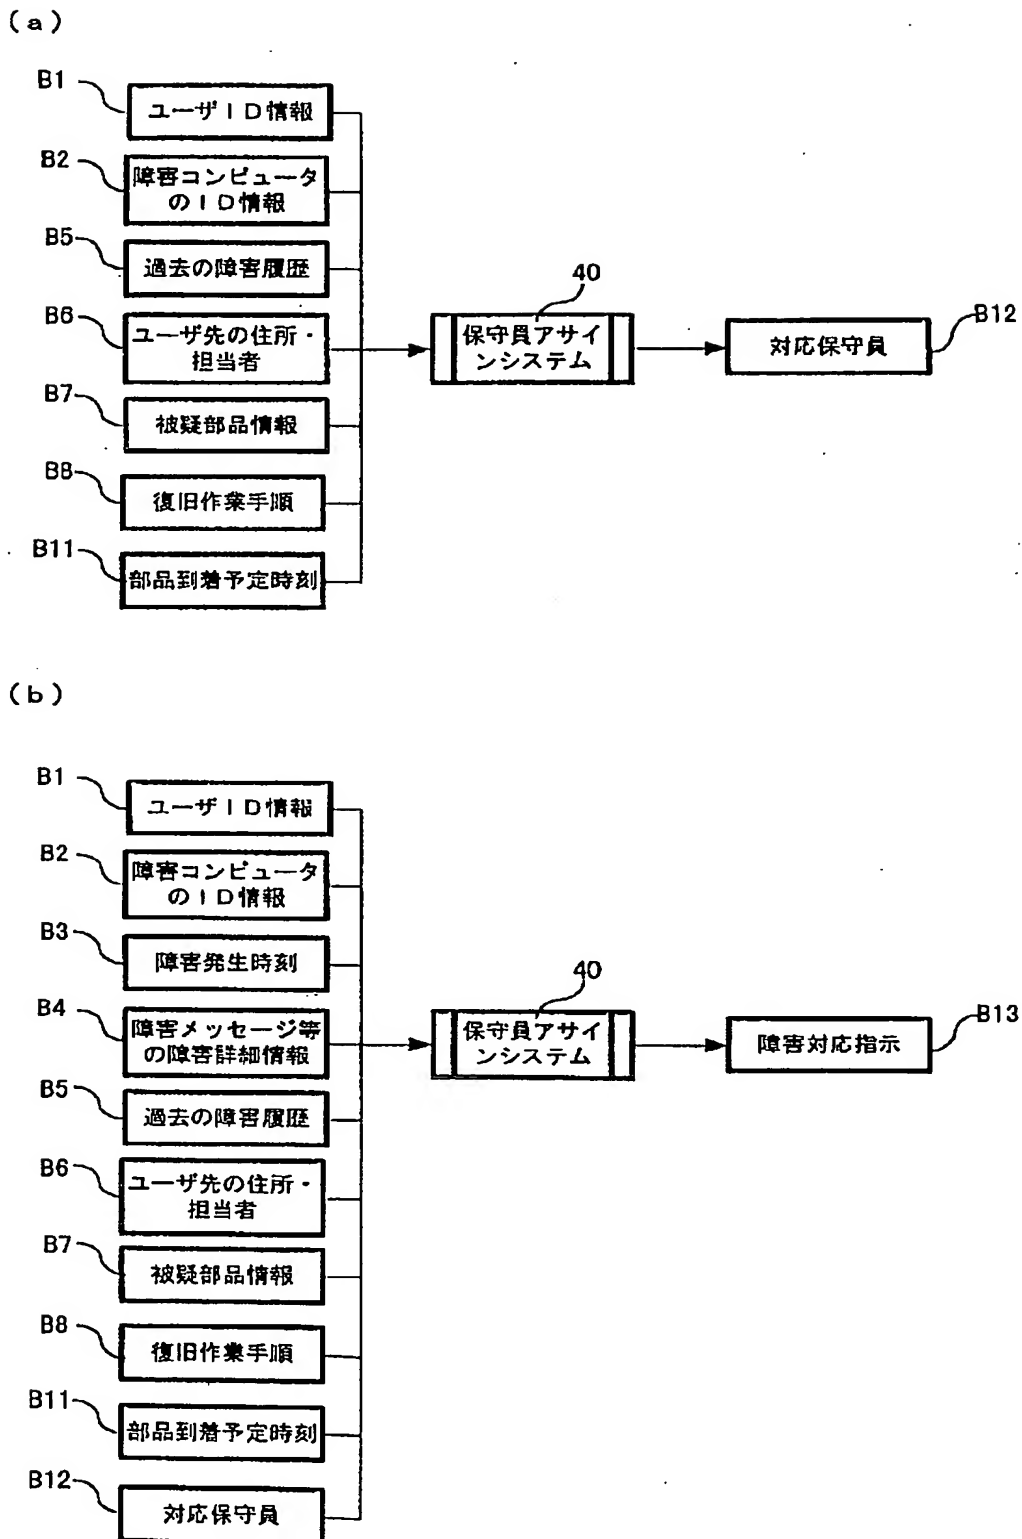 (a)
B1
ユーザID情報
B2
障害コンピュータ
のID情報
B5
過去の障害履歴
B6
ユーザ先の住所・
担当者
B7
被疑部品情報
B8
復旧作業手順
B11
部品到着予定時刻
40
保守員アサイ
ンシステム
対応保守員
B12
(b)
B1
ユーザID情報
B2
障害コンピュータ
のID情報
B3
障害発生時刻
B4
障害メッセージ等
の障害詳細情報
B5
過去の障害履歴
B6
ユーザ先の住所・
担当者
B7
被疑部品情報
B8
復旧作業手順
B11
部品到着予定時刻
B12
対応保守員
40
保守員アサイ
ンシステム
障害対応指示
B13